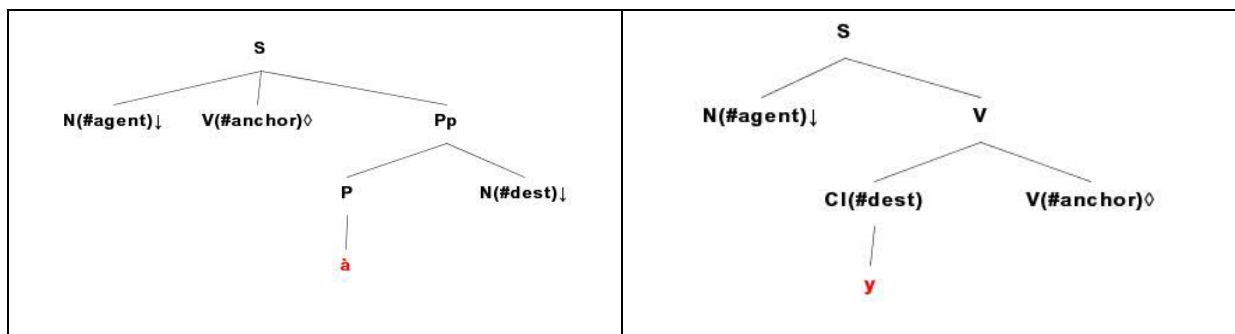 S
N(#agent)↓ V(#anchor)◊ Pp
P N(#dest)↓
à
S
N(#agent)↓ V
Cl(#dest) V(#anchor)◊
y